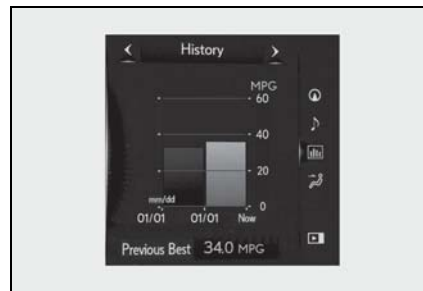 History
MPG
60
40
20
0
mm/dd
01/01 01/01 Now
Previous Best 34.0 MPG